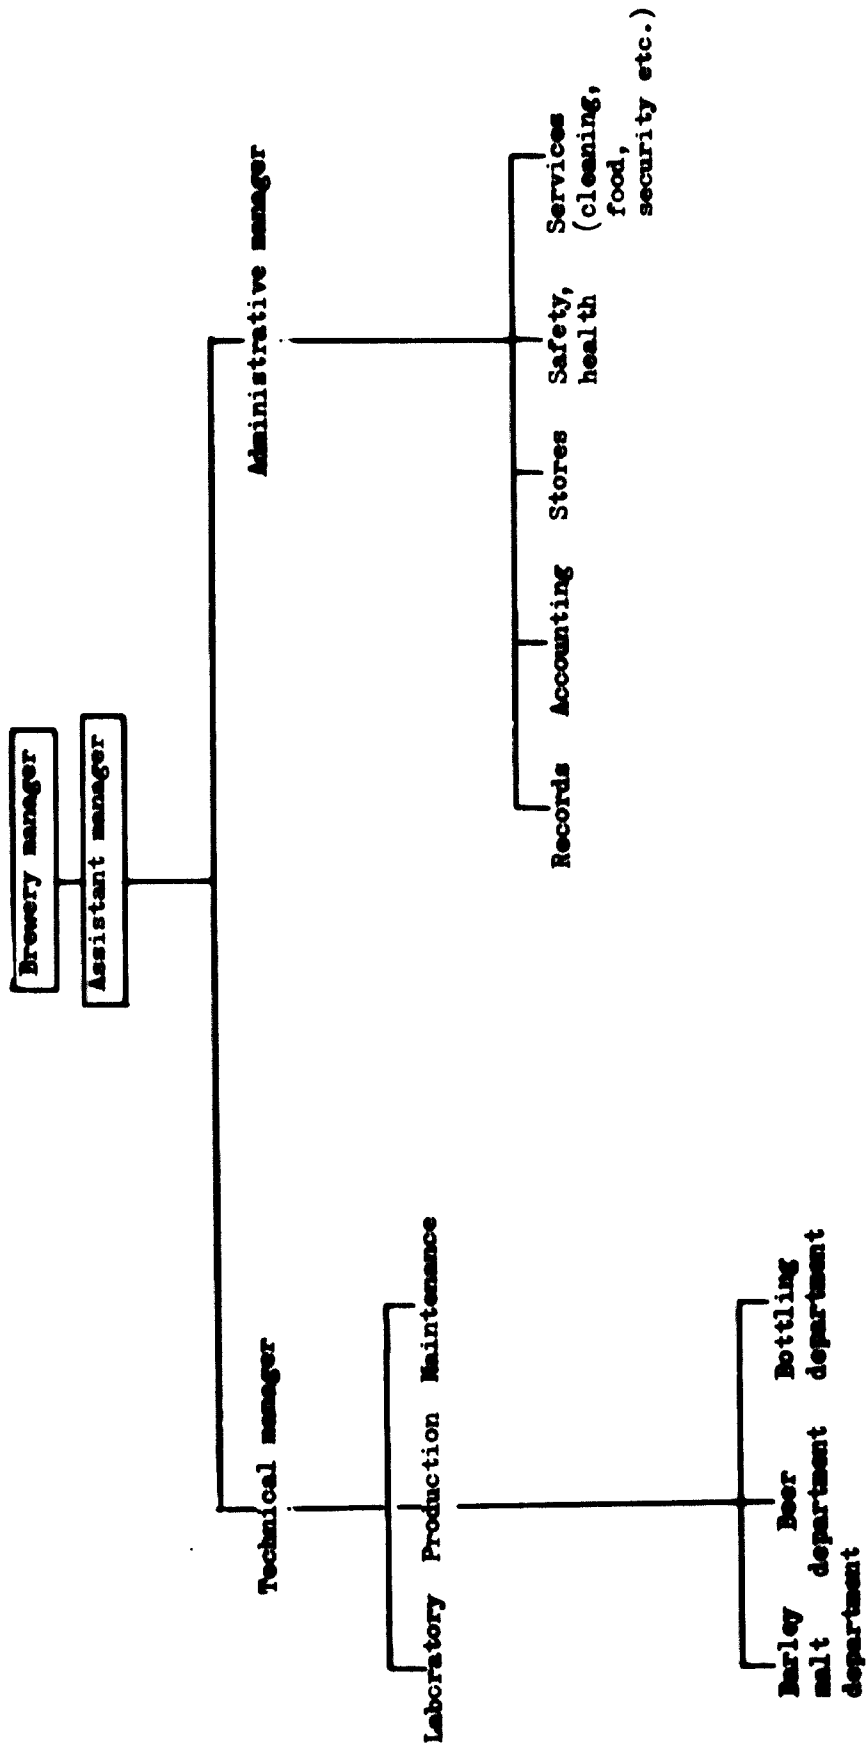 Brewery manager
Assistant manager
Technical manager
Administrative manager
Laboratory
Production
Maintenance
Records
Accounting
Stores
Safety,
health
Services
(cleaning,
food,
security etc.)
Barley
malt
department
Beer
department
Bottling
department